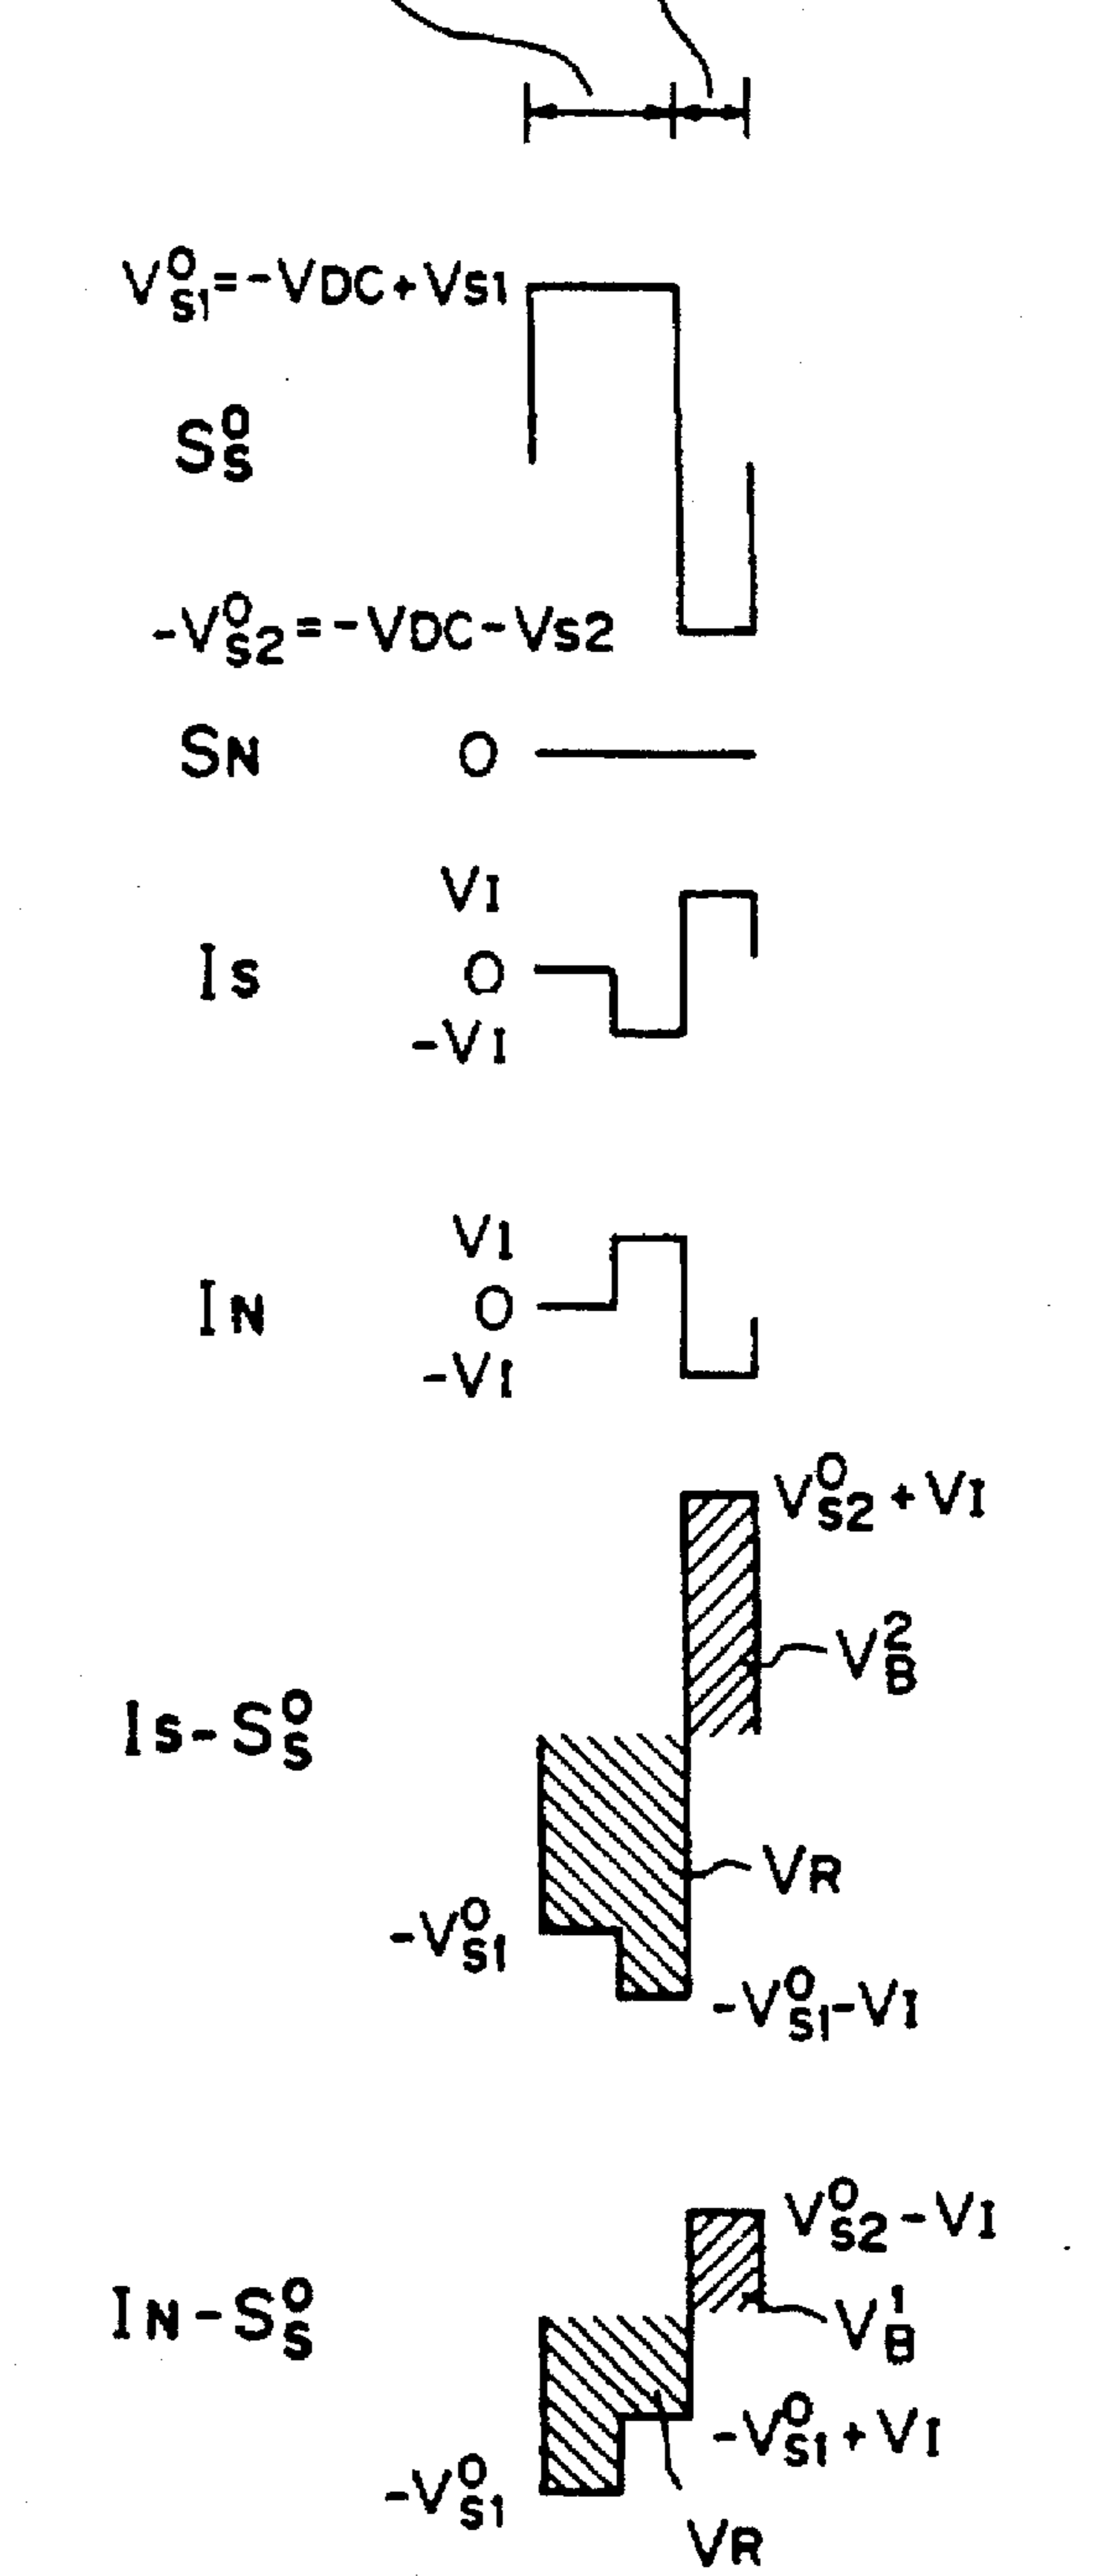 V⁰S1=-VDC+VS1
S⁰S
-V⁰S2=-VDC-VS2
SN 0
VI
IS 0
-VI
VI
IN 0
-VI
V⁰S2+VI
V²B
IS-S⁰S
VR
-V⁰S1
-V⁰S1-VI
V⁰S2-VI
IN-S⁰S
V¹B
-V⁰S1+VI
-V⁰S1
VR